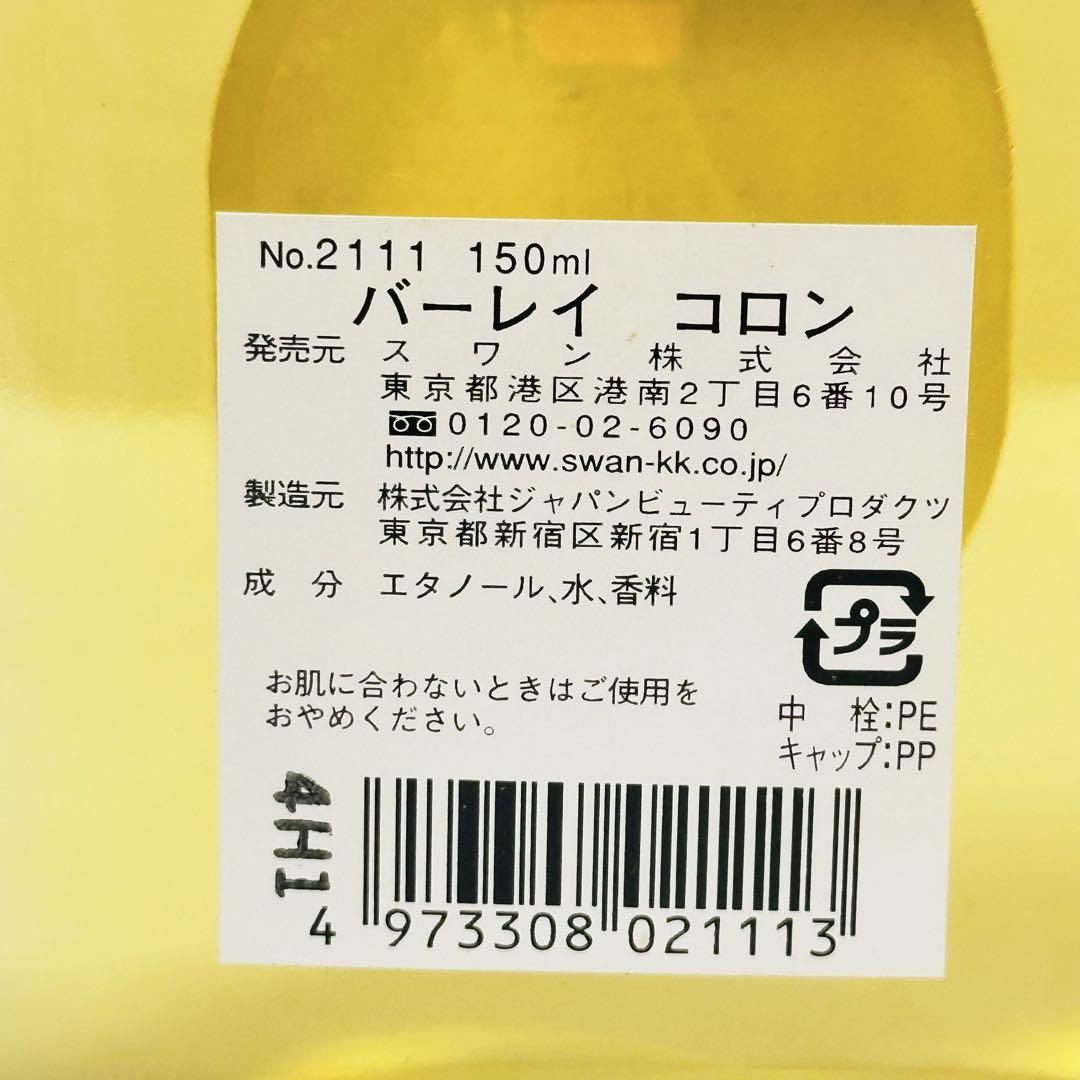 No.2111 150ml
バーレイ コロン
発売元 スワン株式会社
東京都港区港南2丁目6番10号
0120-02-6090
http://www.swan-kk.co.jp/
製造元 株式会社ジャパンビューティプロダクツ
東京都新宿区新宿1丁目6番8号
成分 エタノール、水、香料
プラ
お肌に合わないときはご使用を
おやめください。
中栓:PE
キャップ:PP
4H1
4 973308 021113